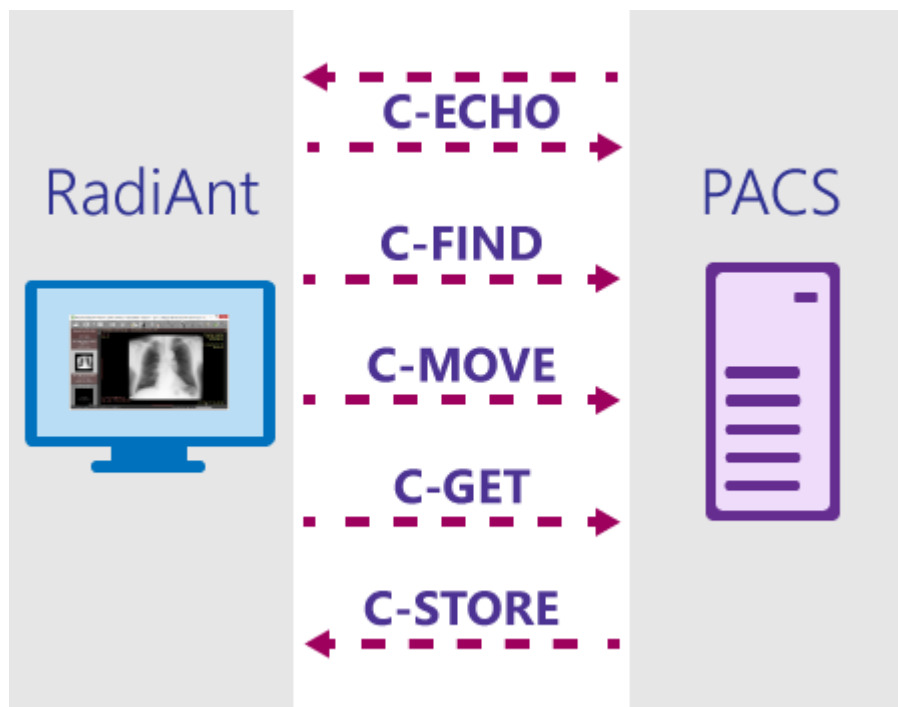 C-ECHO
RadiAnt
PACS
C-FIND
C-MOVE
C-GET
C-STORE